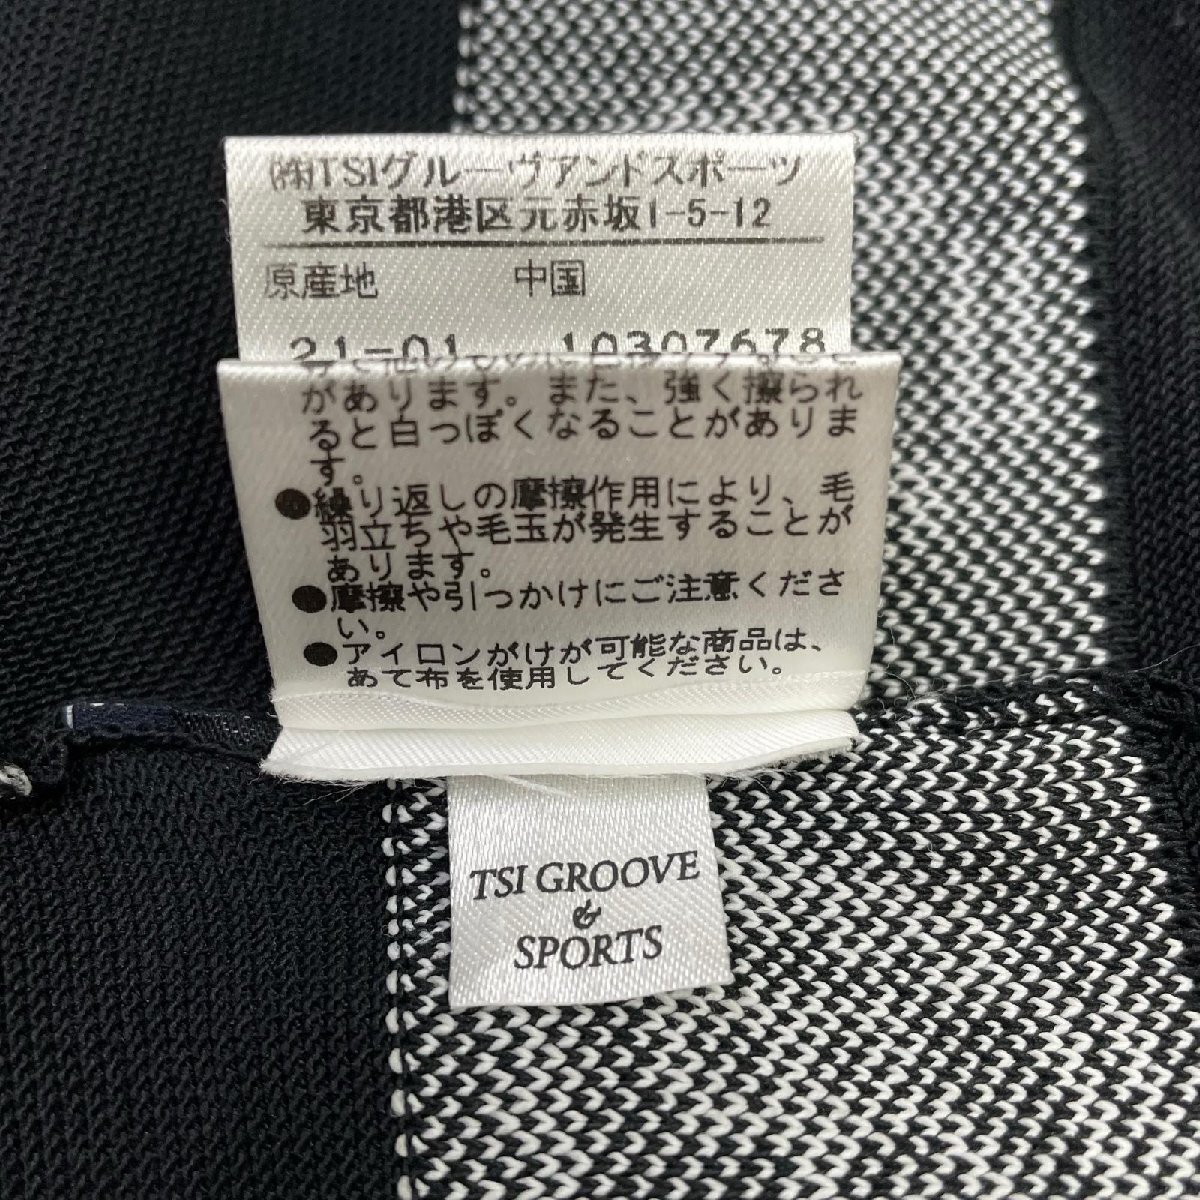 ㈱TSIグルーヴアンドスポーツ
東京都港区元赤坂1-5-12
原産地 中国
21-01 10307678
があります。また、強く擦られ
ると白っぽくなることがありま
す。
●繰り返しの摩擦作用により、毛
羽立ちや毛玉が発生することが
あります。
●摩擦や引っかけにご注意くださ
い。
●アイロンがけが可能な商品は、
あて布を使用してください。
TSI GROOVE
&
SPORTS